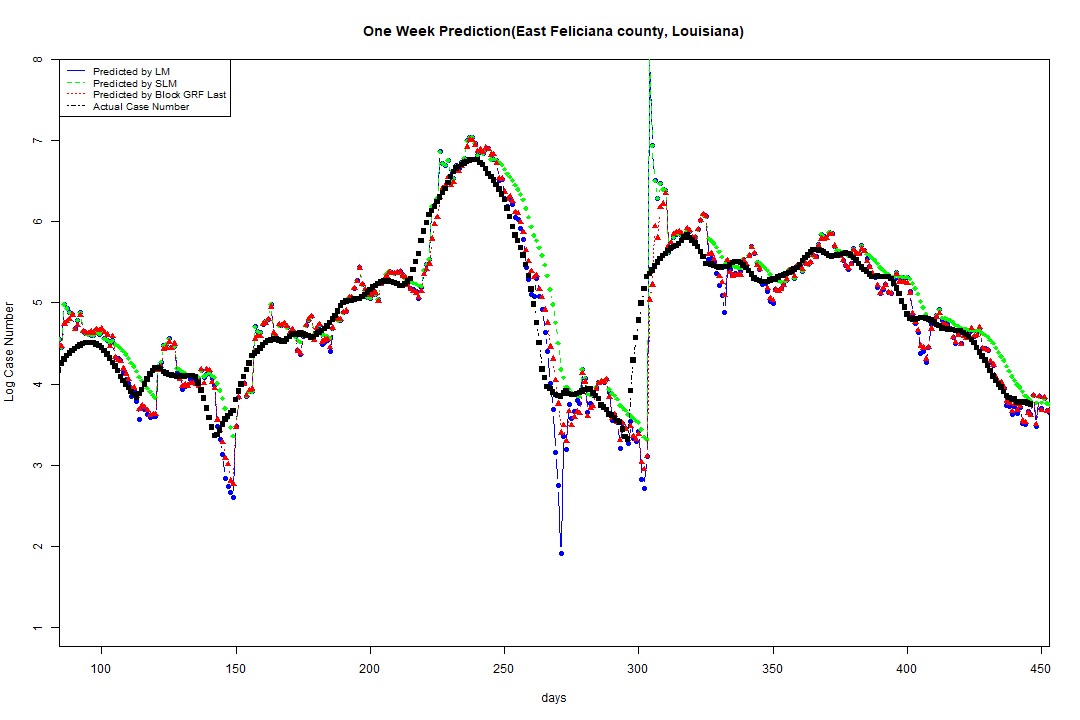 One Week Prediction(East Feliciana county, Louisiana)
Predicted by LM
Predicted by SLM
Predicted by Block GRF Last
Actual Case Number
8
7
6
5
4
3
2
1
Log Case Number
100 150 200 250 300 350 400 450
days